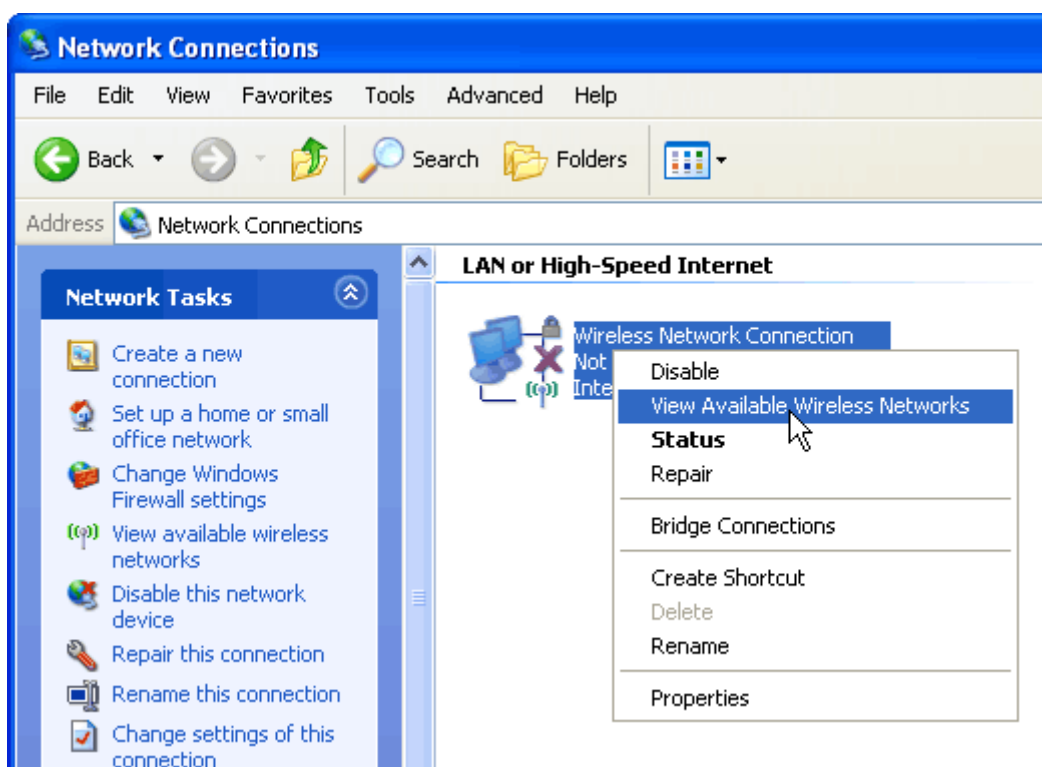 Network Connections
File Edit View Favorites Tools Advanced Help
Back Search Folders
Address Network Connections
Network Tasks
Create a new
connection
Set up a home or small
office network
Change Windows
Firewall settings
View available wireless
networks
Disable this network
device
Repair this connection
Rename this connection
Change settings of this
connection
LAN or High-Speed Internet
Wireless Network Connection
Not
Inte
Disable
View Available Wireless Networks
Status
Repair
Bridge Connections
Create Shortcut
Delete
Rename
Properties